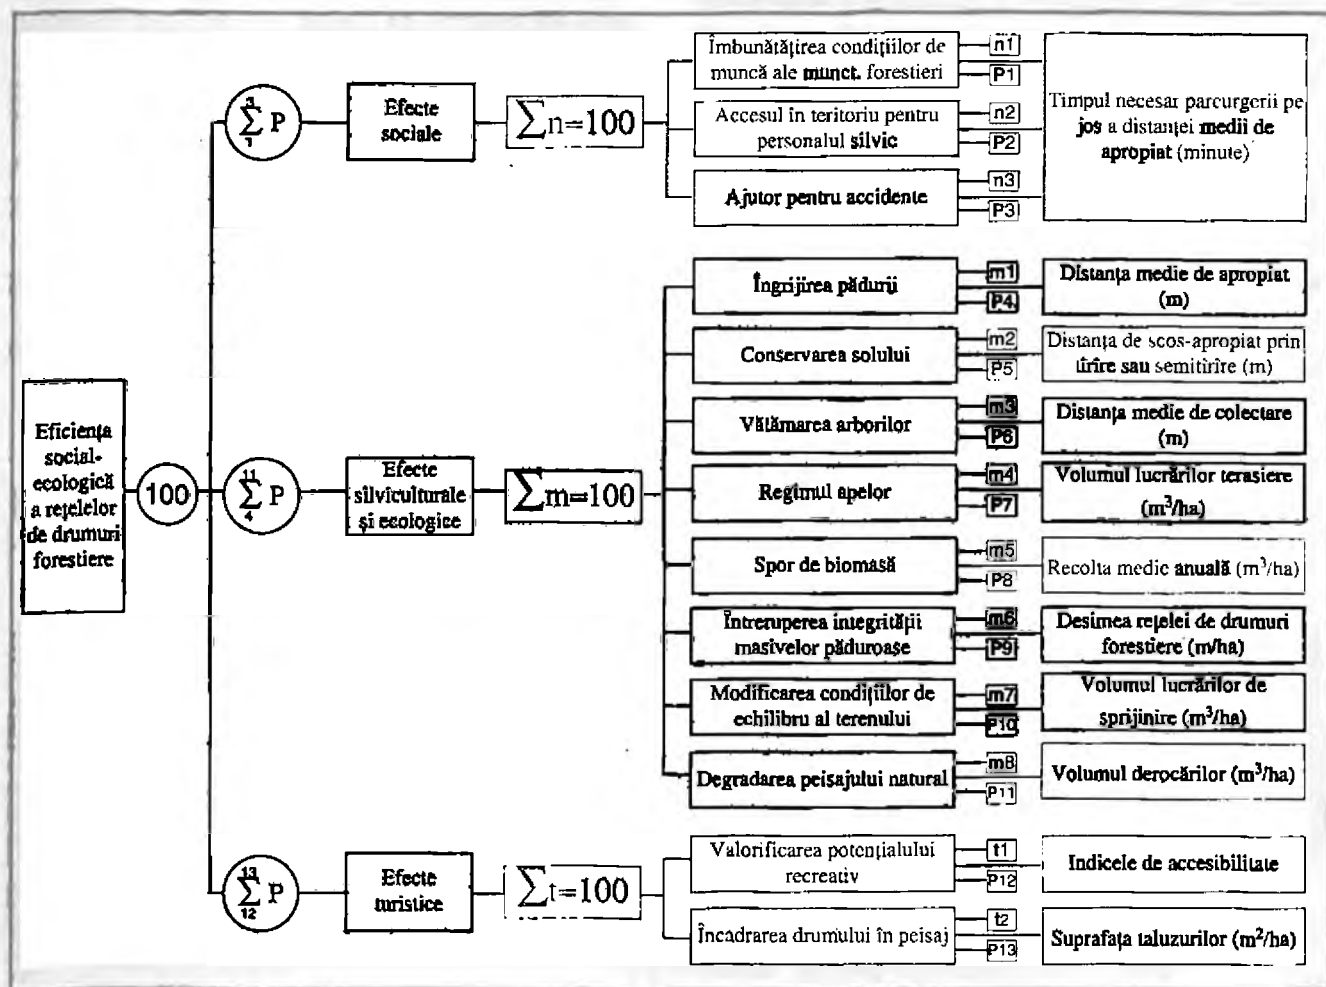 Eficiența
social-
ecologică
a rețelelor
de drumuri
forestiere
100
3
∑ P
1
Efecte
sociale
∑n=100
Îmbunătățirea condițiilor de
muncă ale munct. forestieri
n1
P1
Accesul în teritoriu pentru
personalul silvic
n2
P2
Ajutor pentru accidente
n3
P3
Timpul necesar parcurgerii pe
jos a distanței medii de
apropiat (minute)
11
∑ P
4
Efecte
silviculturale
și ecologice
∑m=100
Îngrijirea pădurii
m1
P4
Distanța medie de apropiat
(m)
Conservarea solului
m2
P5
Distanța de scos-apropiat prin
tîrîre sau semitîrîre (m)
Vătămarea arborilor
m3
P6
Distanța medie de colectare
(m)
Regimul apelor
m4
P7
Volumul lucrărilor terasiere
(m³/ha)
Spor de biomasă
m5
P8
Recolta medie anuală (m³/ha)
Întreruperea integrității
masivelor păduroase
m6
P9
Desimea rețelei de drumuri
forestiere (m/ha)
Modificarea condițiilor de
echilibru al terenului
m7
P10
Volumul lucrărilor de
sprijinire (m³/ha)
Degradarea peisajului natural
m8
P11
Volumul derocărilor (m³/ha)
13
∑ P
12
Efecte
turistice
∑t=100
Valorificarea potențialului
recreativ
t1
P12
Indicele de accesibilitate
Încadrarea drumului în peisaj
t2
P13
Suprafața taluzurilor (m²/ha)